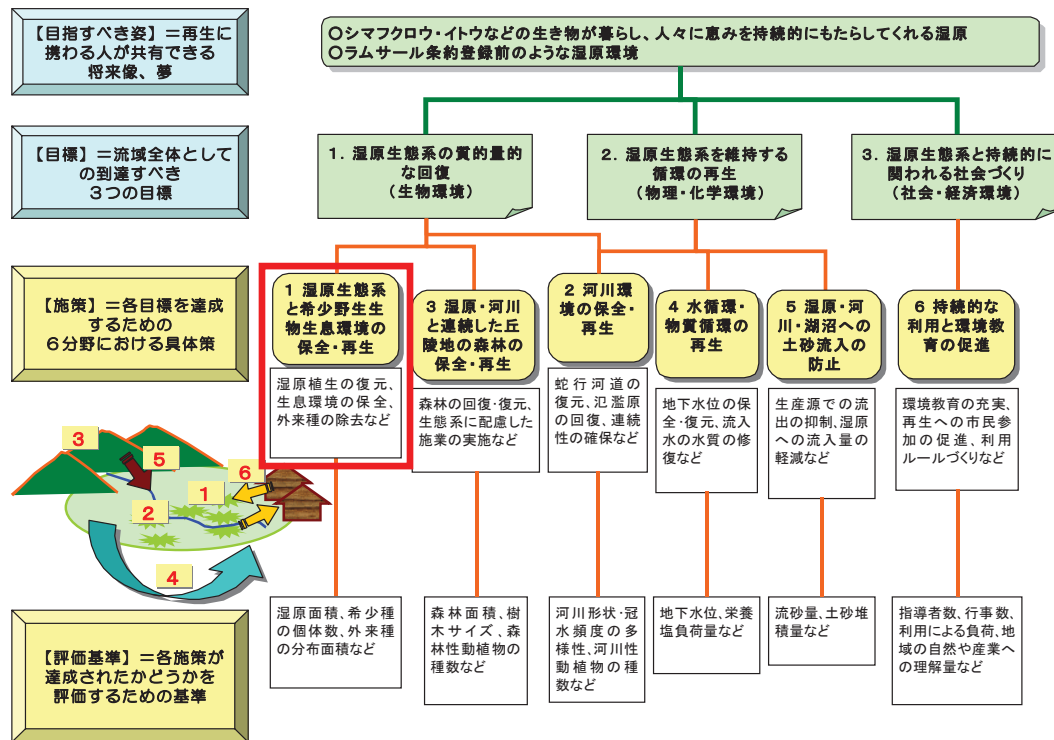 【目指すべき姿】＝再生に
携わる人が共有できる
将来像、夢
○シマフクロウ・イトウなどの生き物が暮らし、人々に恵みを持続的にもたらしてくれる湿原
○ラムサール条約登録前のような湿原環境
【目標】＝流域全体として
の到達すべき
３つの目標
１．湿原生態系の質的量的
な回復
（生物環境）
２．湿原生態系を維持する
循環の再生
（物理・化学環境）
３．湿原生態系と持続的に
関われる社会づくり
（社会・経済環境）
【施策】＝各目標を達成
するための
６分野における具体策
１ 湿原生態系
と希少野生生
物生息環境の
保全・再生
湿原植生の復元、
生息環境の保全、
外来種の除去など
３ 湿原・河川
と連続した丘
陵地の森林の
保全・再生
森林の回復・復元、
生態系に配慮した
施業の実施など
２ 河川環
境の保全・
再生
蛇行河道の
復元、氾濫原
の回復、連続
性の確保など
４ 水循環・
物質循環の
再生
地下水位の保
全・復元、流入
水の水質の修
復など
５ 湿原・河
川・湖沼への
土砂流入の
防止
生産源での流
出の抑制、湿原
への流入量の
軽減など
６ 持続的な
利用と環境教
育の促進
環境教育の充実、
再生への市民参
加の促進、利用
ルールづくりなど
3
5
6
1
2
4
【評価基準】＝各施策が
達成されたかどうかを
評価するための基準
湿原面積、希少種
の個体数、外来種
の分布面積など
森林面積、樹
木サイズ、森
林性動植物の
種数など
河川形状・冠
水頻度の多
様性、河川性
動植物の種
数など
地下水位、栄養
塩負荷量など
流砂量、土砂堆
積量など
指導者数、行事数、
利用による負荷、地
域の自然や産業へ
の理解量など